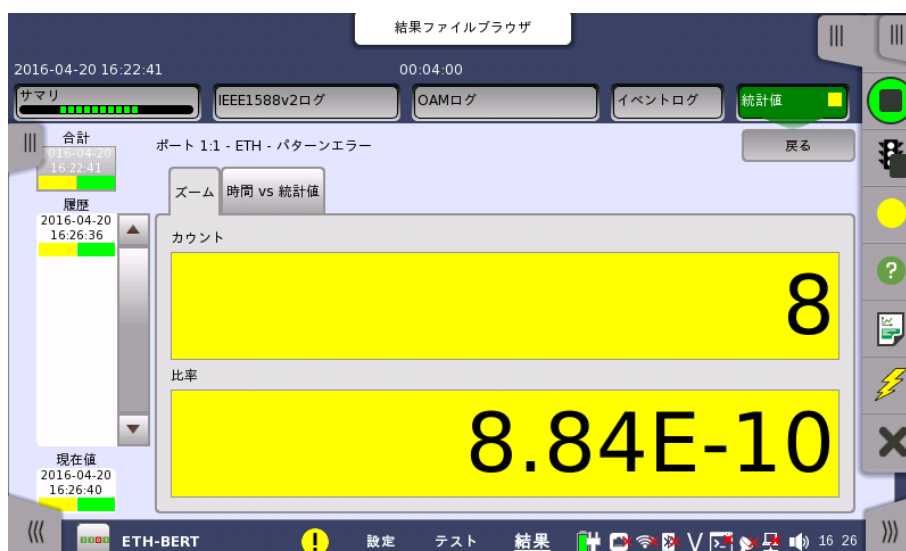 結果ファイルブラウザ
2016-04-20 16:22:41 00:04:00
サマリ IEEE1588v2ログ OAMログ イベントログ 統計値
合計
2016-04-20
16:22:41
ポート 1:1 - ETH - パターンエラー
戻る
履歴
2016-04-20
16:26:36
ズーム 時間 vs 統計値
カウント
8
比率
8.84E-10
現在値
2016-04-20
16:26:40
ETH-BERT 設定 テスト 結果 16 26